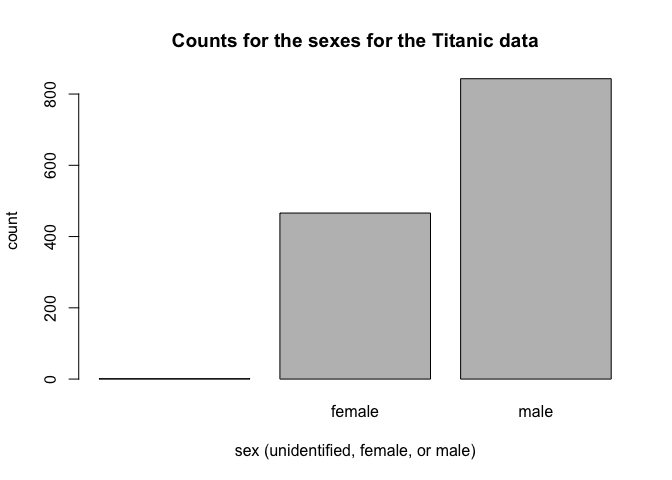 Counts for the sexes for the Titanic data
800
600
400
200
0
count
female male
sex (unidentified, female, or male)